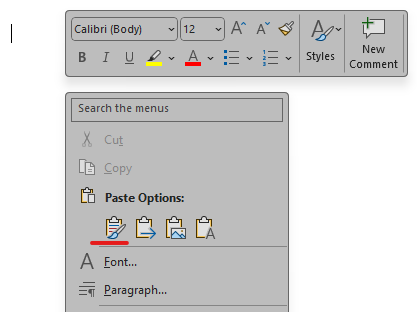 Calibri (Body) 12 A A
B I U A Styles New
Comment
Search the menus
Cut
Copy
Paste Options:
A
A Font...
Paragraph...